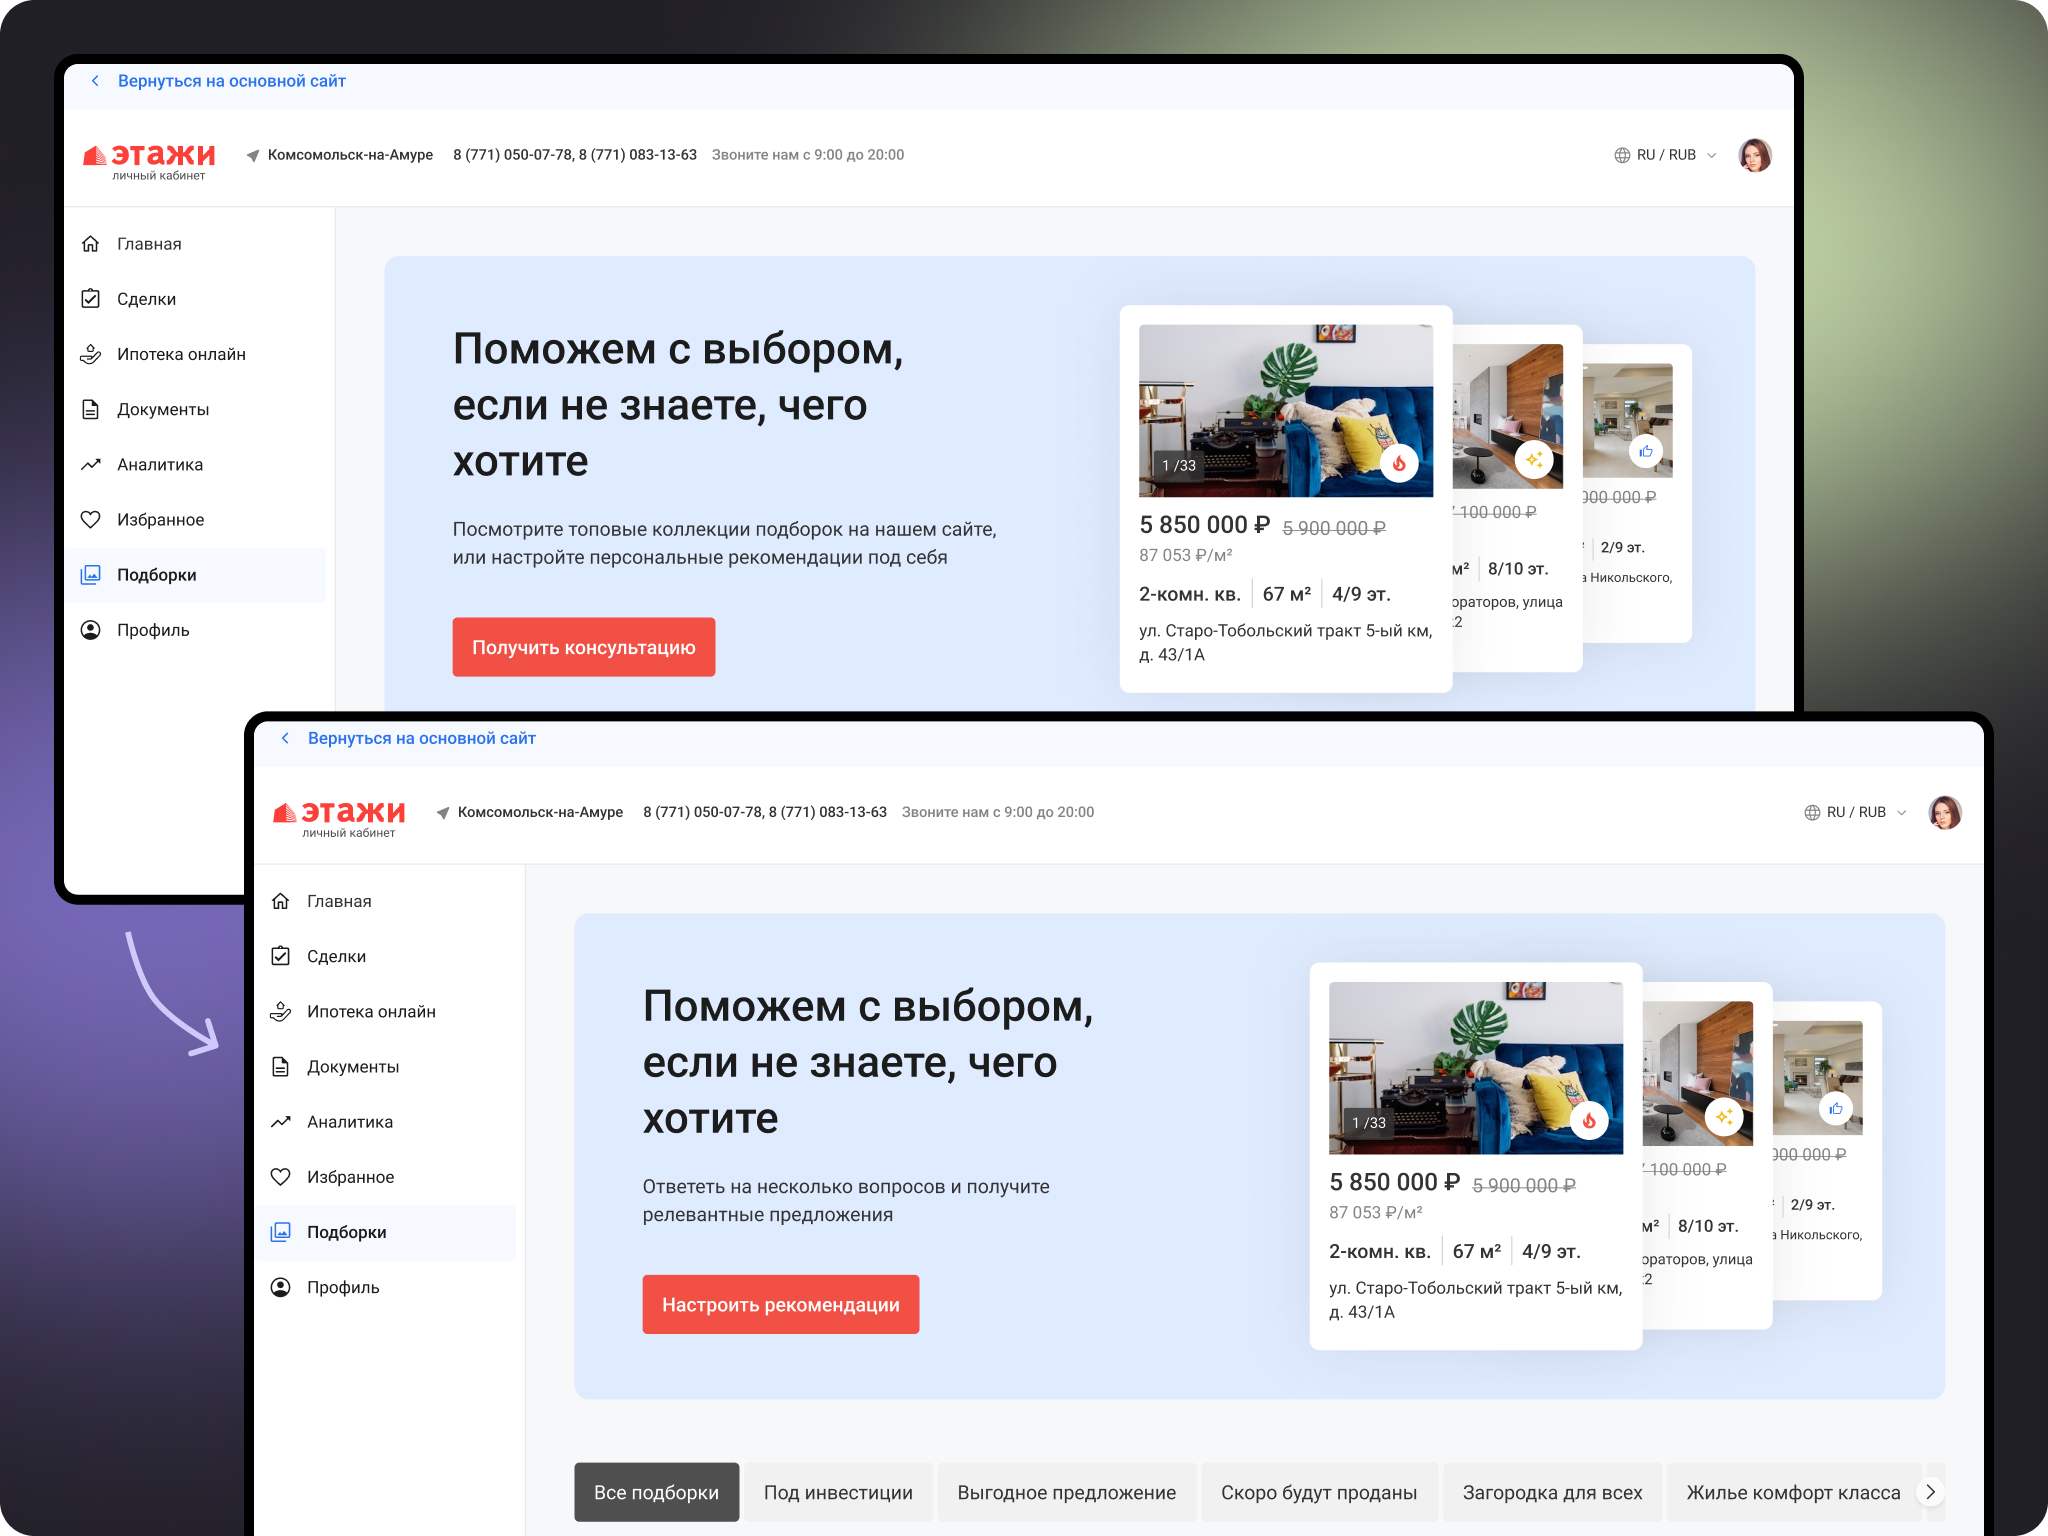 Вернуться на основной сайт
этажи
личный кабинет
Комсомольск-на-Амуре 8 (771) 050-07-78, 8 (771) 083-13-63 Звоните нам с 9:00 до 20:00
RU / RUB
Главная
Сделки
Ипотека онлайн
Документы
Аналитика
Избранное
Подборки
Профиль
Поможем с выбором,
если не знаете, чего
хотите
Посмотрите топовые коллекции подборок на нашем сайте,
или настройте персональные рекомендации под себя
Получить консультацию
1 /33
5 850 000 ₽ 5 900 000 ₽
87 053 ₽/м²
2-комн. кв. 67 м² 4/9 эт.
ул. Старо-Тобольский тракт 5-ый км,
д. 43/1А
100 000 ₽
м² 8/10 эт.
ораторов, улица
2
000 000 ₽
2/9 эт.
а Никольского,
Вернуться на основной сайт
этажи
личный кабинет
Комсомольск-на-Амуре 8 (771) 050-07-78, 8 (771) 083-13-63 Звоните нам с 9:00 до 20:00
RU / RUB
Главная
Сделки
Ипотека онлайн
Документы
Аналитика
Избранное
Подборки
Профиль
Поможем с выбором,
если не знаете, чего
хотите
Ответеть на несколько вопросов и получите
релевантные предложения
Настроить рекомендации
1 /33
5 850 000 ₽ 5 900 000 ₽
87 053 ₽/м²
2-комн. кв. 67 м² 4/9 эт.
ул. Старо-Тобольский тракт 5-ый км,
д. 43/1А
100 000 ₽
м² 8/10 эт.
ораторов, улица
2
000 000 ₽
2/9 эт.
а Никольского,
Все подборки Под инвестиции Выгодное предложение Скоро будут проданы Загородка для всех Жилье комфорт класса